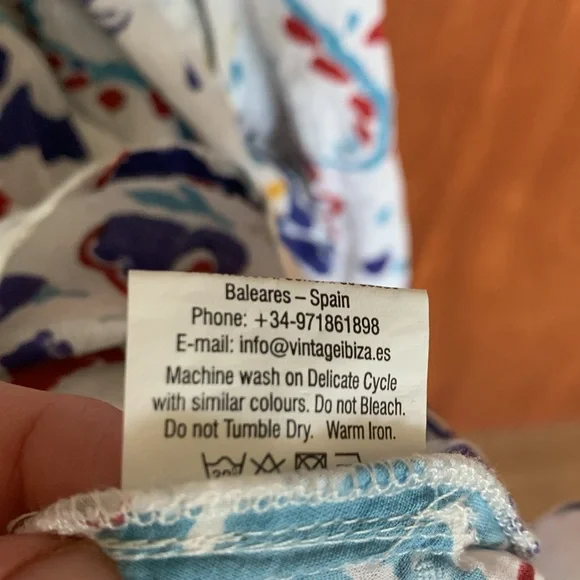 Baleares – Spain
Phone: +34-971861898
E-mail: info@vintageibiza.es
Machine wash on Delicate Cycle
with similar colours. Do not Bleach.
Do not Tumble Dry. Warm Iron.